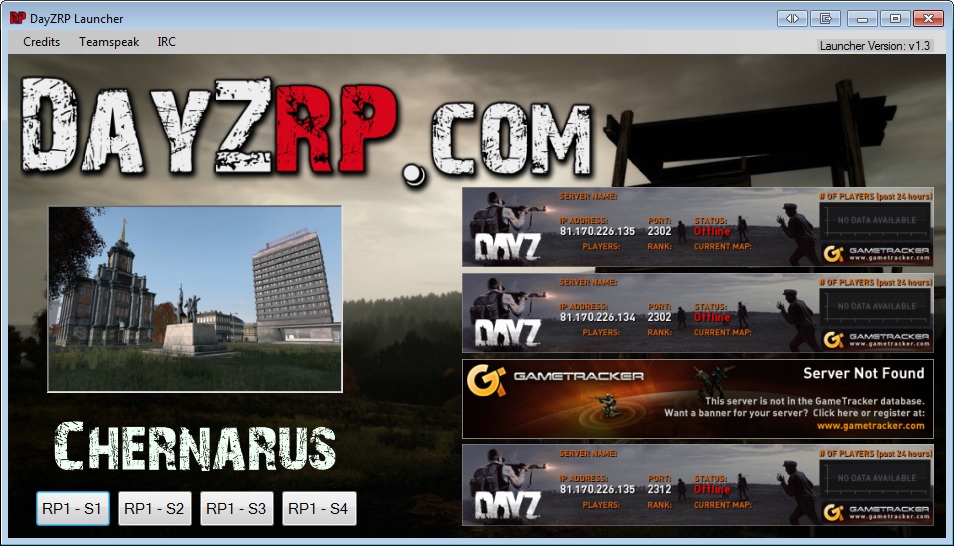 RP DayZRP Launcher
Credits Teamspeak IRC
Launcher Version: v1.3
DayZRP.com
SERVER NAME:
# OF PLAYERS (past 24 hours)
IP ADDRESS: PORT: STATUS:
81.170.226.135 2302 Offline
NO DATA AVAILABLE
PLAYERS: RANK: CURRENT MAP:
DAYZ
GAMETRACKER
www.gametracker.com
SERVER NAME:
# OF PLAYERS (past 24 hours)
IP ADDRESS: PORT: STATUS:
81.170.226.134 2302 Offline
NO DATA AVAILABLE
PLAYERS: RANK: CURRENT MAP:
DAYZ
GAMETRACKER
www.gametracker.com
GAMETRACKER
Server Not Found
This server is not in the GameTracker database.
Want a banner for your server? Click here or register at:
www.gametracker.com
SERVER NAME:
# OF PLAYERS (past 24 hours)
IP ADDRESS: PORT: STATUS:
81.170.226.135 2312 Offline
NO DATA AVAILABLE
PLAYERS: RANK: CURRENT MAP:
DAYZ
GAMETRACKER
www.gametracker.com
Chernarus
RP1 - S1 RP1 - S2 RP1 - S3 RP1 - S4